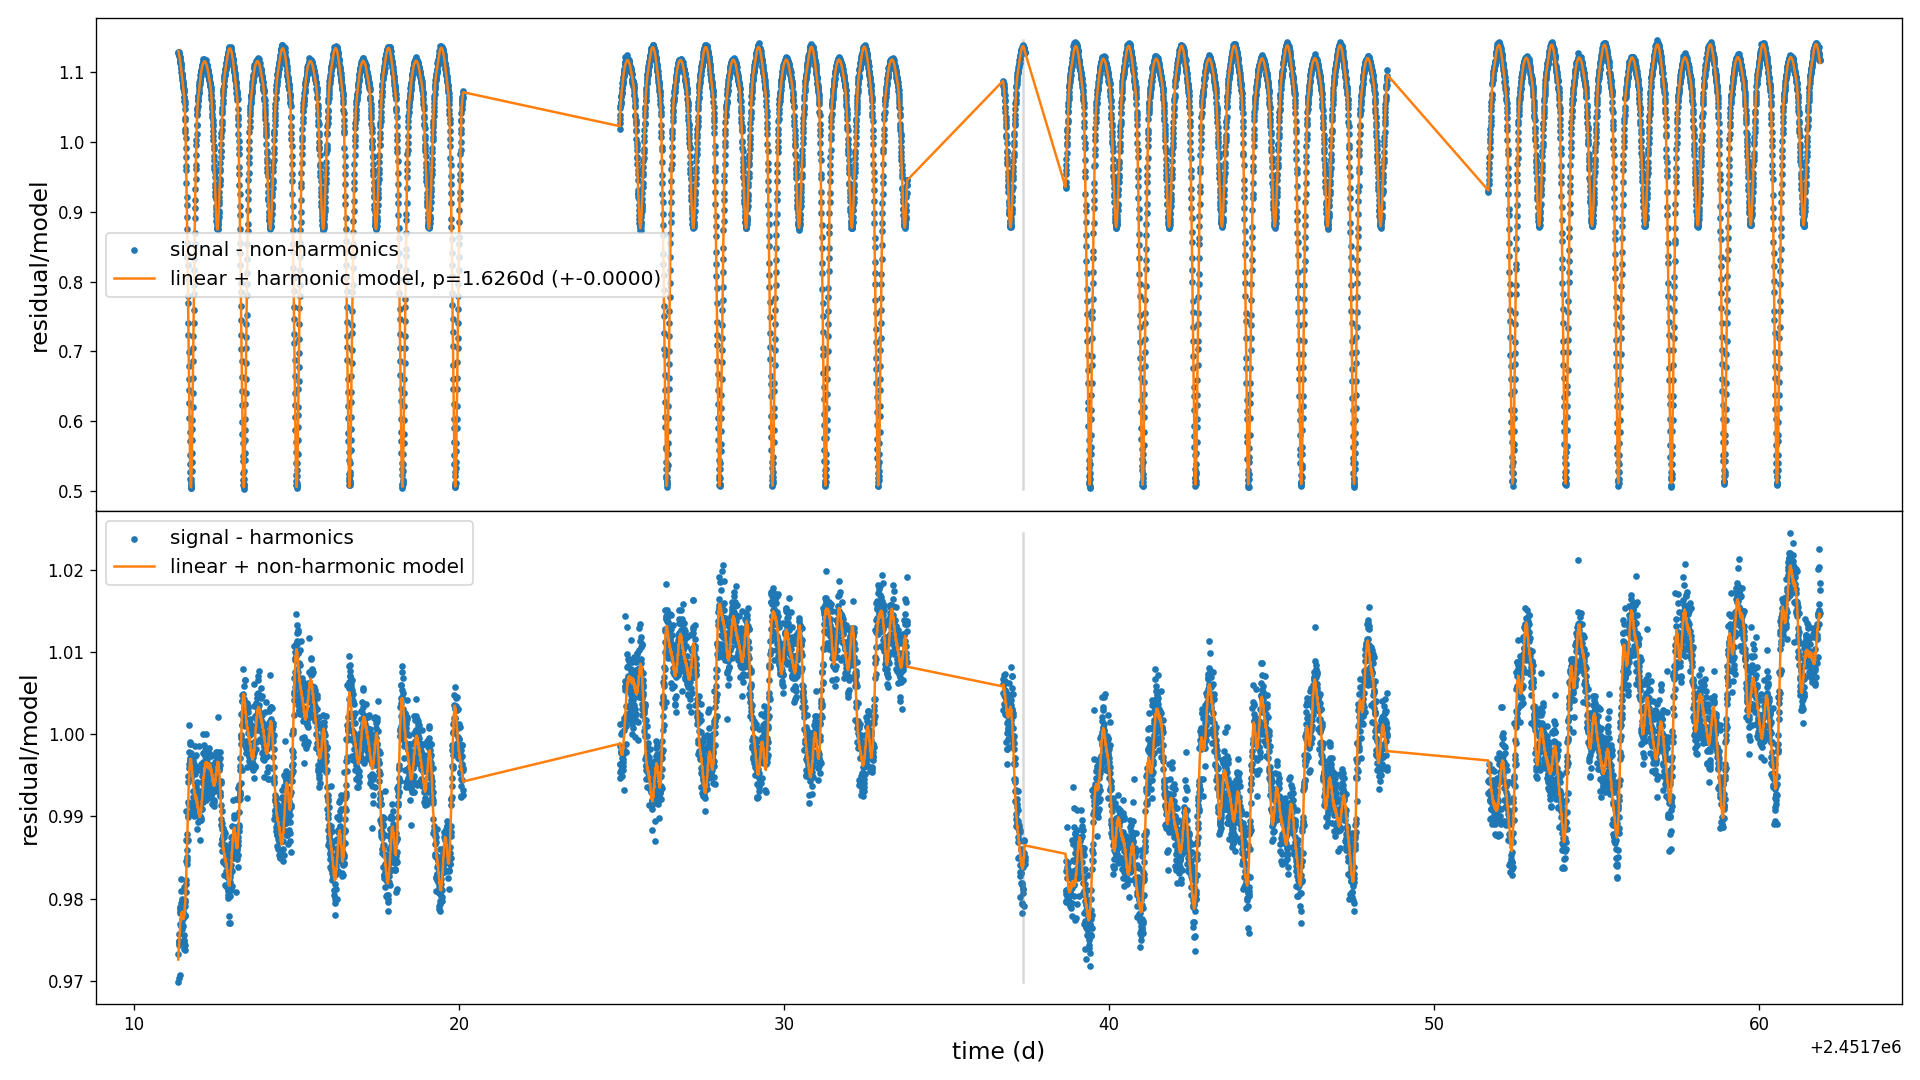 1.1
1.0
0.9
0.8
0.7
0.6
0.5
residual/model
signal - non-harmonics
linear + harmonic model, p=1.6260d (+-0.0000)
1.02
1.01
1.00
0.99
0.98
0.97
residual/model
signal - harmonics
linear + non-harmonic model
10
20
30
40
50
60
time (d)
+2.4517e6